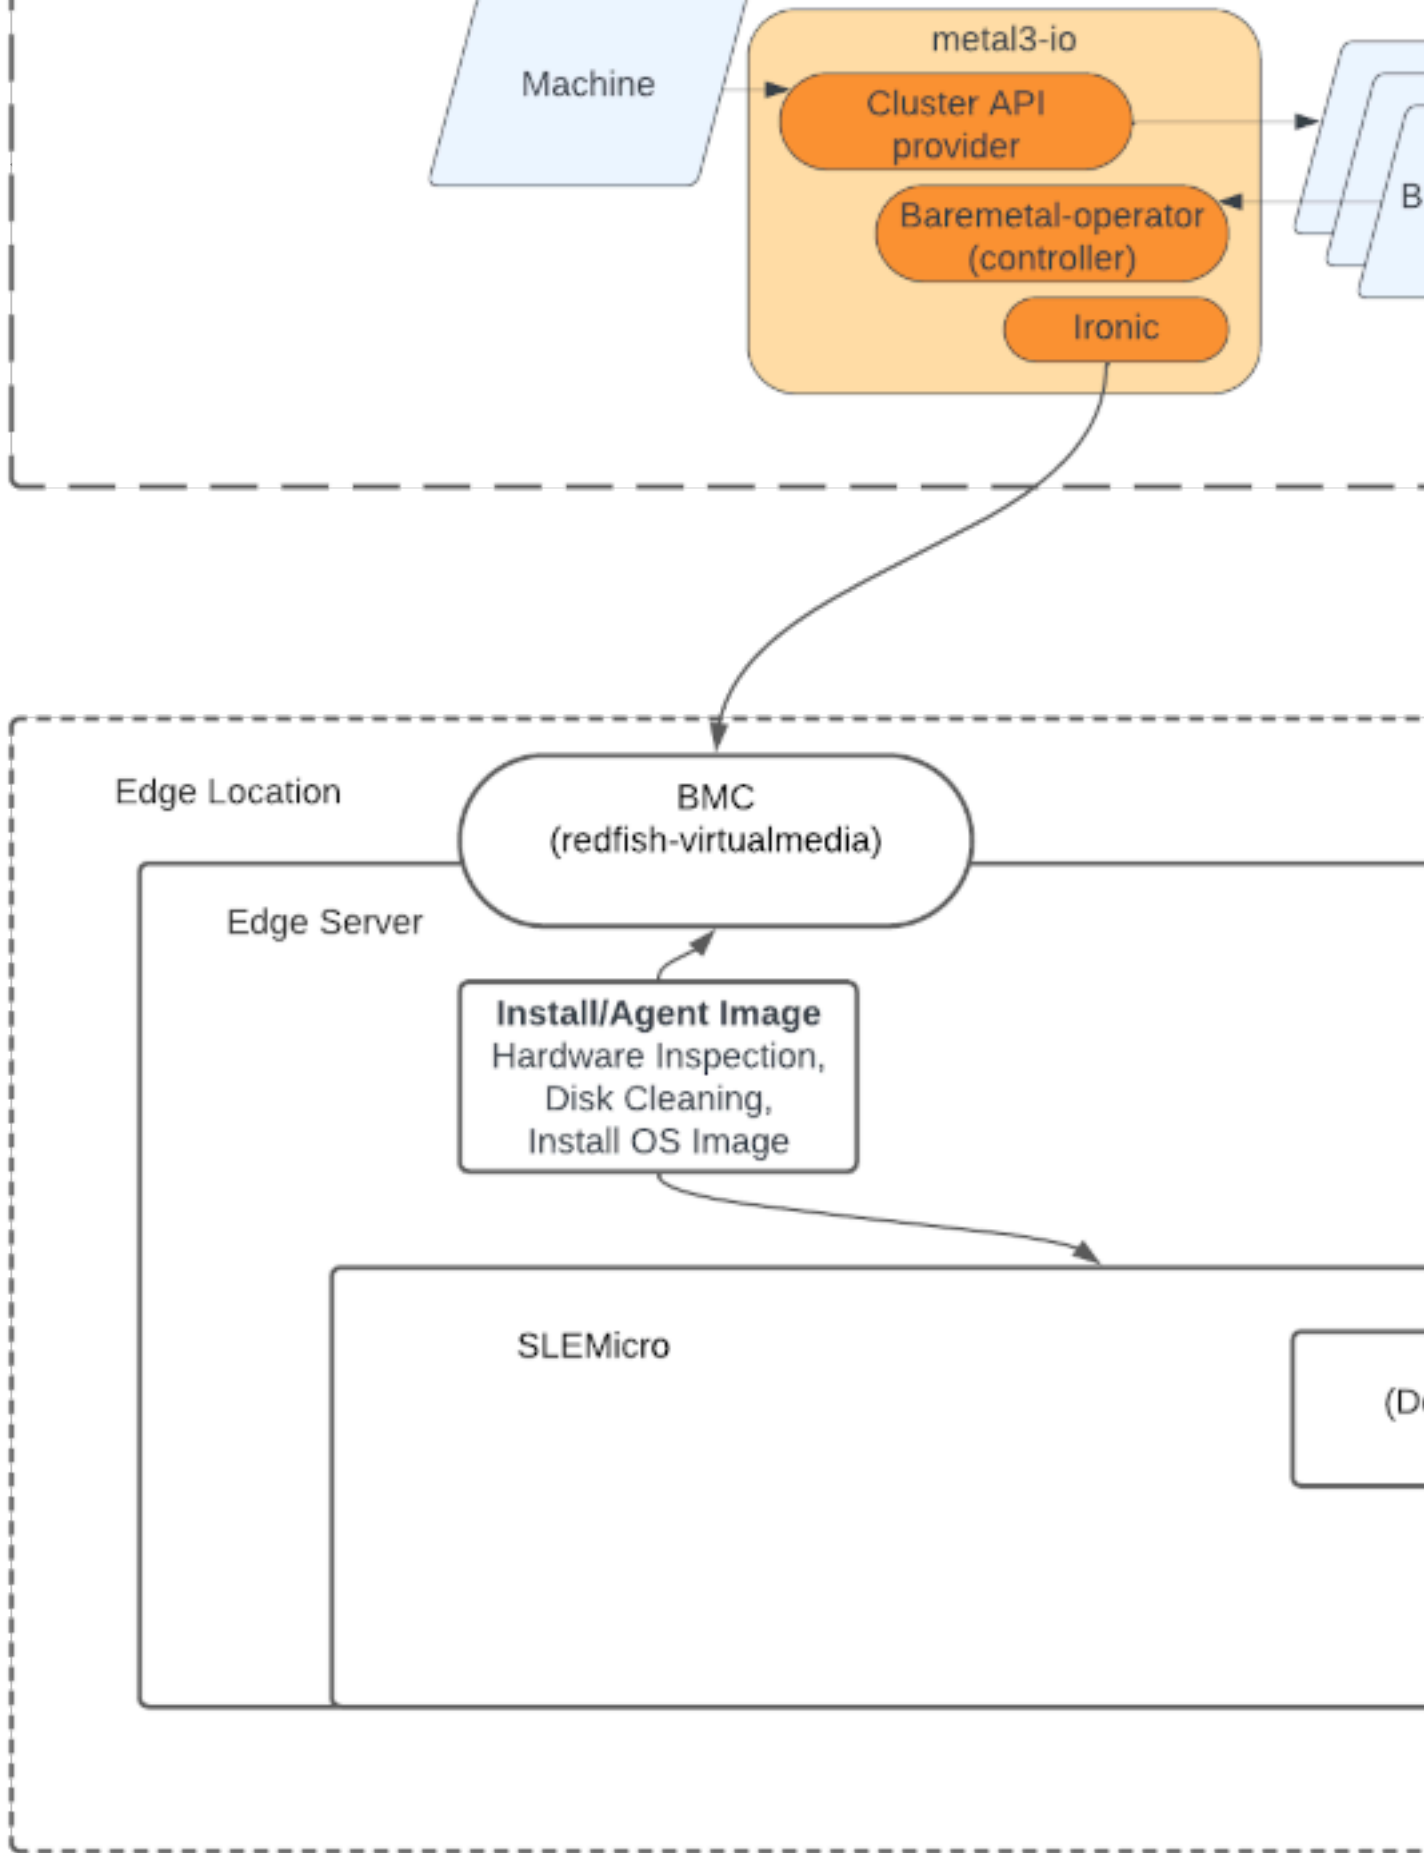 metal3-io
Machine
Cluster API
provider
Baremetal-operator
(controller)
Ironic
Edge Location
BMC
(redfish-virtualmedia)
Edge Server
Install/Agent Image
Hardware Inspection,
Disk Cleaning,
Install OS Image
SLEMicro